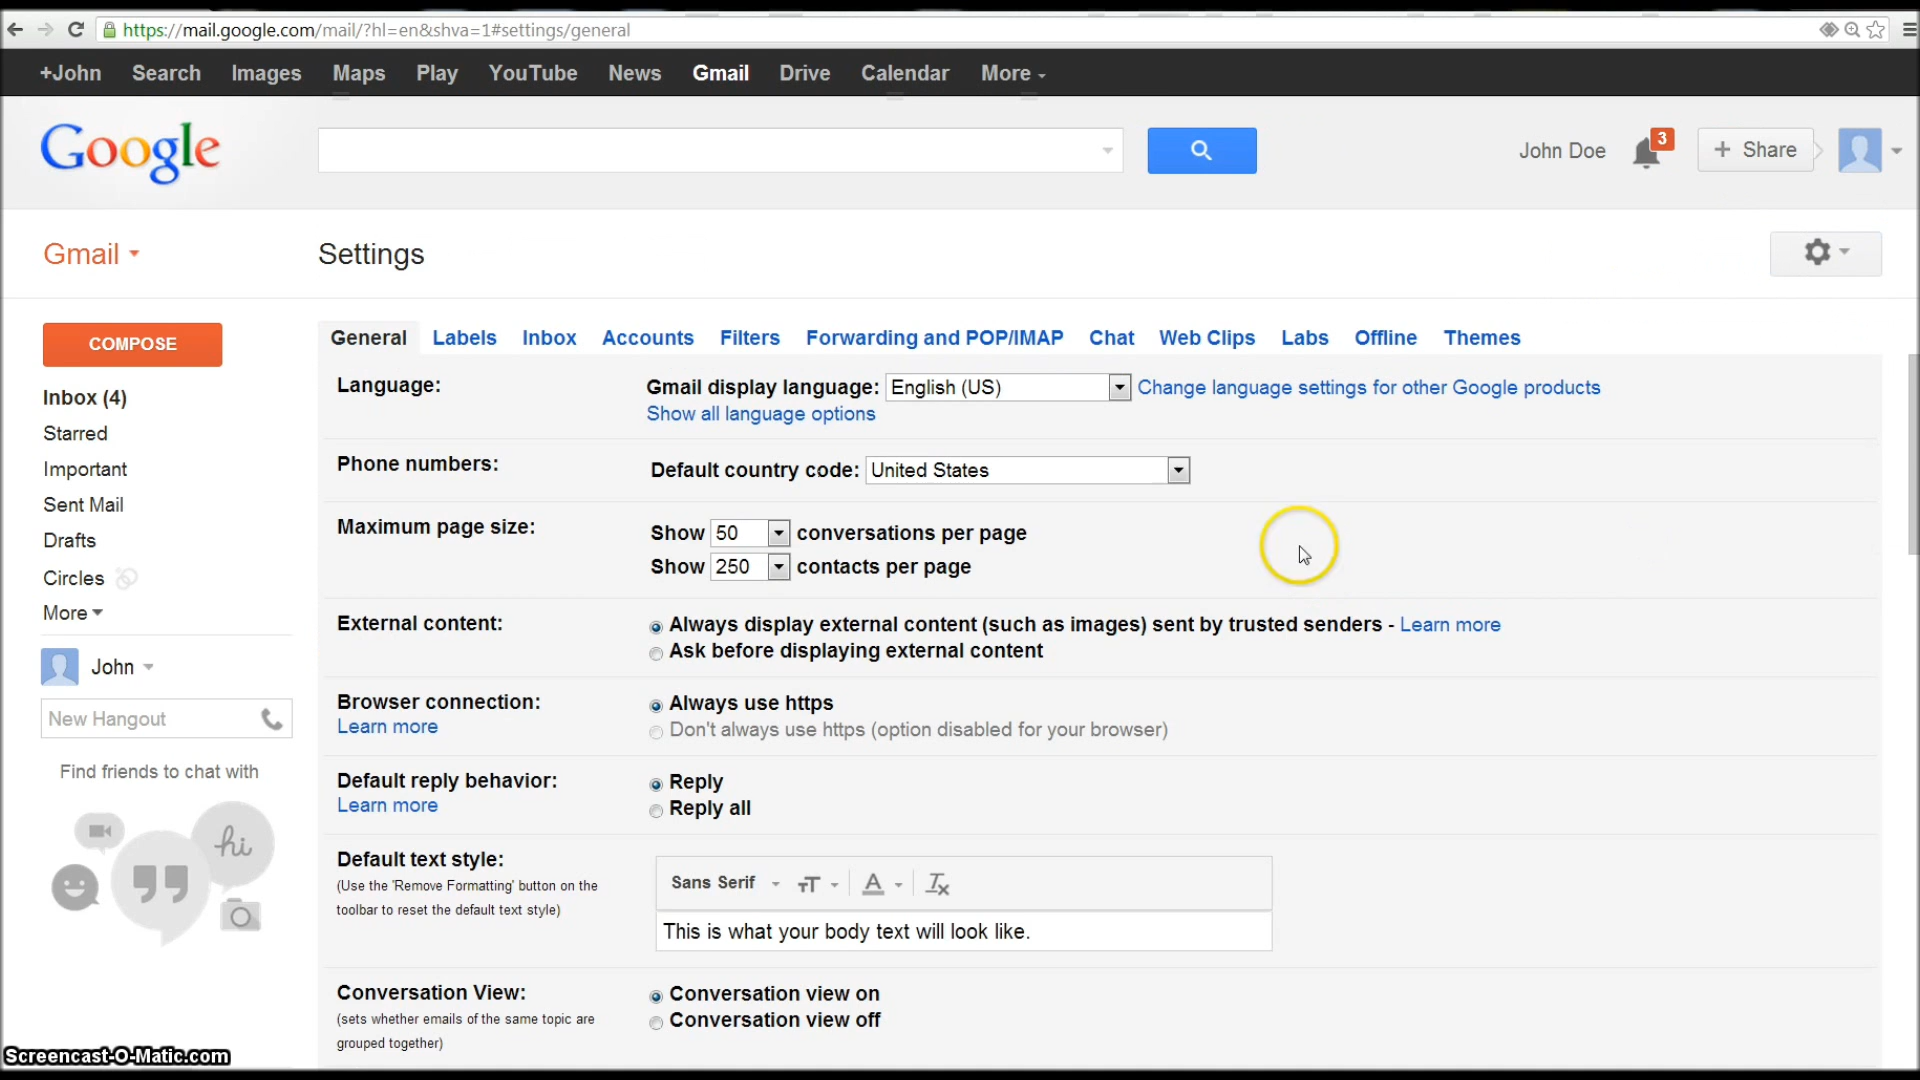 https://mail.google.com/mail/?hl=en&shva=1#settings/general
+John Search Images Maps Play YouTube News Gmail Drive Calendar More
Google
John Doe 3 + Share
Gmail Settings
General Labels Inbox Accounts Filters Forwarding and POP/IMAP Chat Web Clips Labs Offline Themes
COMPOSE
Inbox (4)
Starred
Important
Sent Mail
Drafts
Circles
More
John
New Hangout
Find friends to chat with
hi
Language: Gmail display language: English (US) Change language settings for other Google products
Show all language options
Phone numbers: Default country code: United States
Maximum page size: Show 50 conversations per page
Show 250 contacts per page
External content: Always display external content (such as images) sent by trusted senders - Learn more
Ask before displaying external content
Browser connection: Always use https
Learn more Don't always use https (option disabled for your browser)
Default reply behavior: Reply
Learn more Reply all
Default text style:
(Use the 'Remove Formatting' button on the
toolbar to reset the default text style)
Sans Serif TT A Tx
This is what your body text will look like.
Conversation View: Conversation view on
(sets whether emails of the same topic are Conversation view off
grouped together)
Screencast-O-Matic.com